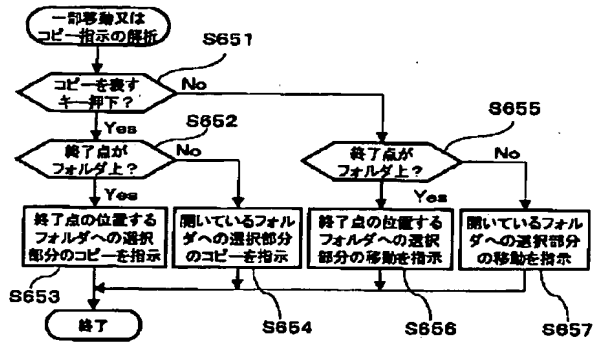 一部移動又は
コピー指示の解析
S651
コピーを表す
キー押下？
No
Yes
S652
S655
終了点が
フォルダ上？
No
終了点が
フォルダ上？
No
Yes
Yes
終了点の位置する
フォルダへの選択
部分のコピーを指示
開いているフォル
ダへの選択部分
のコピーを指示
終了点の位置する
フォルダへの選択
部分の移動を指示
開いているフォル
ダへの選択部分
の移動を指示
S653
S654
S656
S657
終了